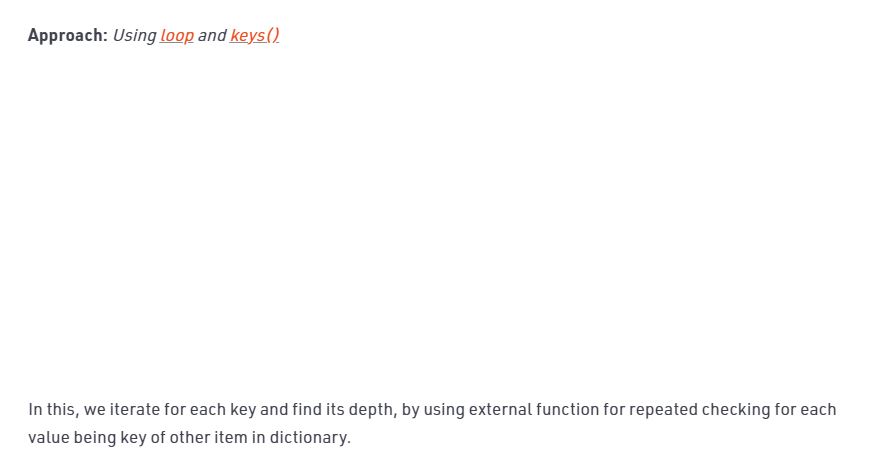 Approach: Using loop and keys()
In this, we iterate for each key and find its depth, by using external function for repeated checking for each
value being key of other item in dictionary.